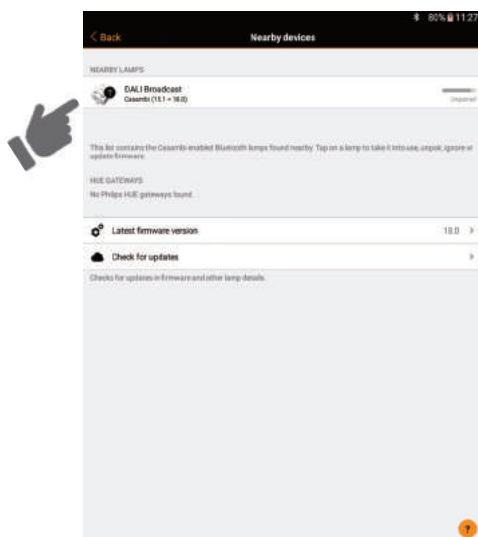 80% 11:27
< Back
Nearby devices
NEARBY LAMPS
DALI Broadcast
Casambi (15.1 → 18.0)
Unpaired
This list contains the Casambi enabled Bluetooth lamps found nearby. Tap on a lamp to take it into use, unpair, ignore or
update firmware.
HUE GATEWAYS
No Philips HUE gateways found.
Latest firmware version
18.0 >
Check for updates
>
Checks for updates in firmware and other lamp details.
?